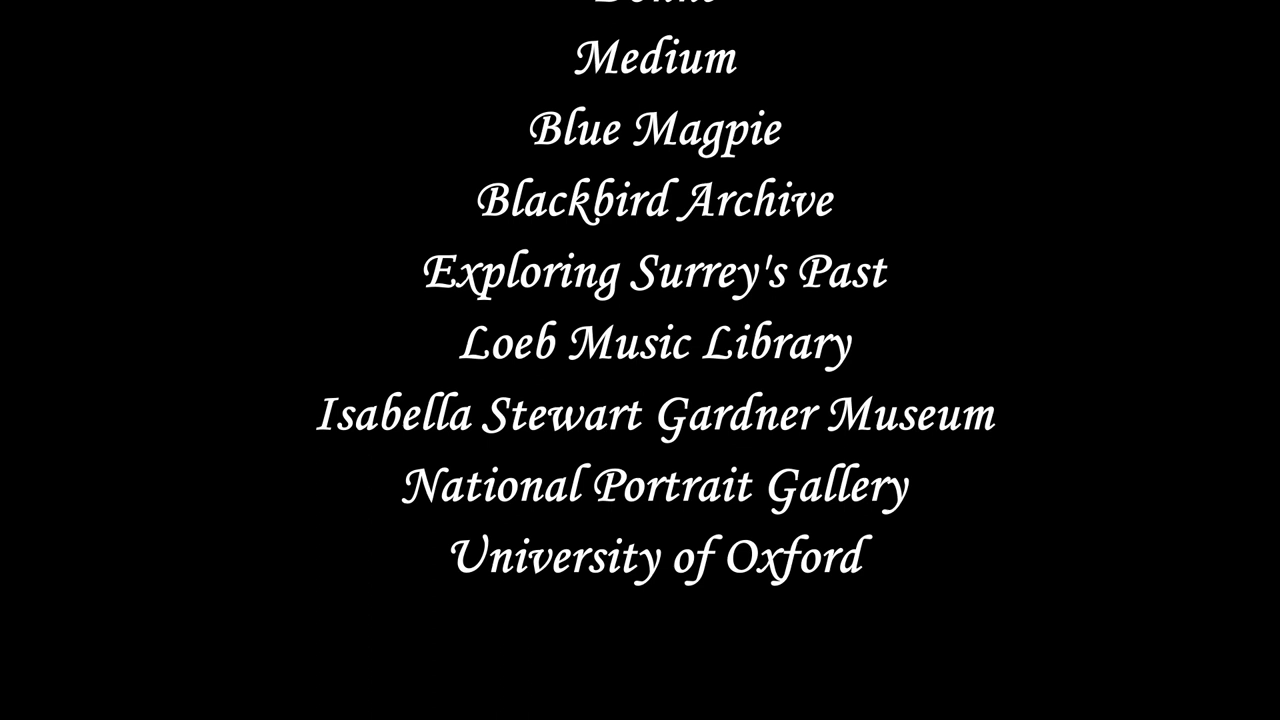 Medium
Blue Magpie
Blackbird Archive
Exploring Surrey's Past
Loeb Music Library
Isabella Stewart Gardner Museum
National Portrait Gallery
University of Oxford